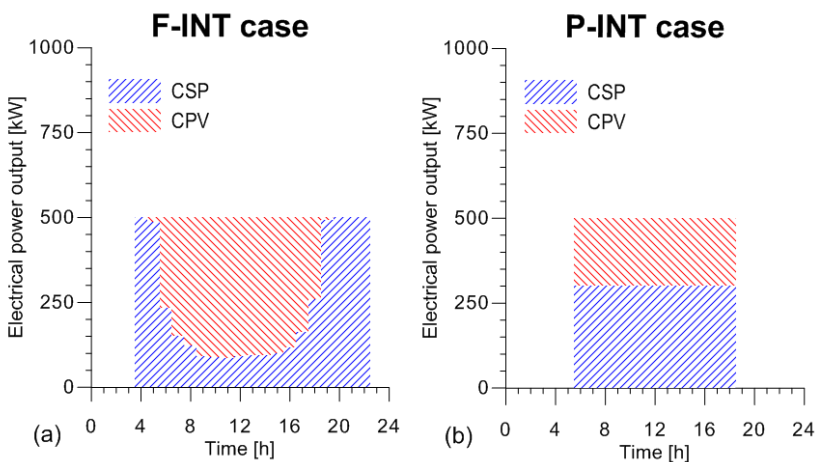 F-INT case
Electrical power output [kW]
1000
750
500
250
0
CSP
CPV
0 4 8 12 16 20 24
Time [h]
(a)
P-INT case
Electrical power output [kW]
1000
750
500
250
0
CSP
CPV
0 4 8 12 16 20 24
Time [h]
(b)